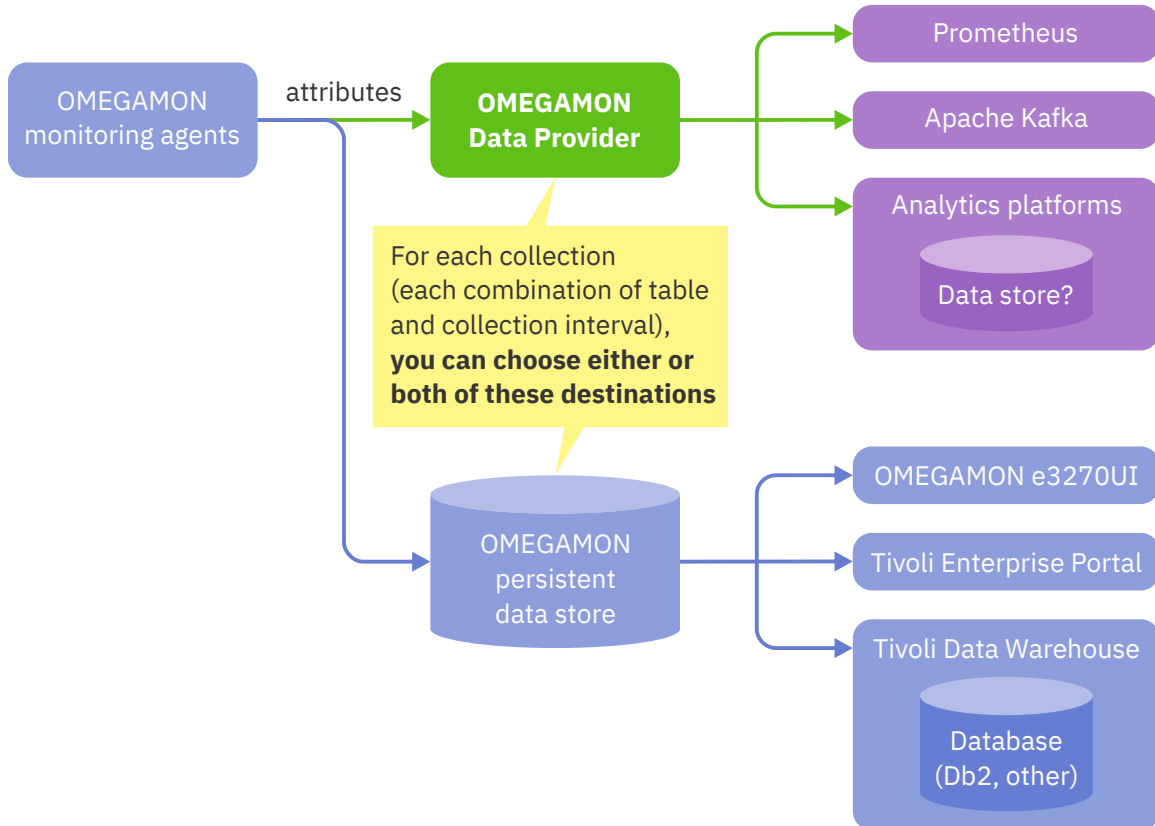 OMEGAMON
monitoring agents
attributes
OMEGAMON
Data Provider
Prometheus
Apache Kafka
Analytics platforms
Data store?
For each collection
(each combination of table
and collection interval),
you can choose either or
both of these destinations
OMEGAMON
persistent
data store
OMEGAMON e3270UI
Tivoli Enterprise Portal
Tivoli Data Warehouse
Database
(Db2, other)